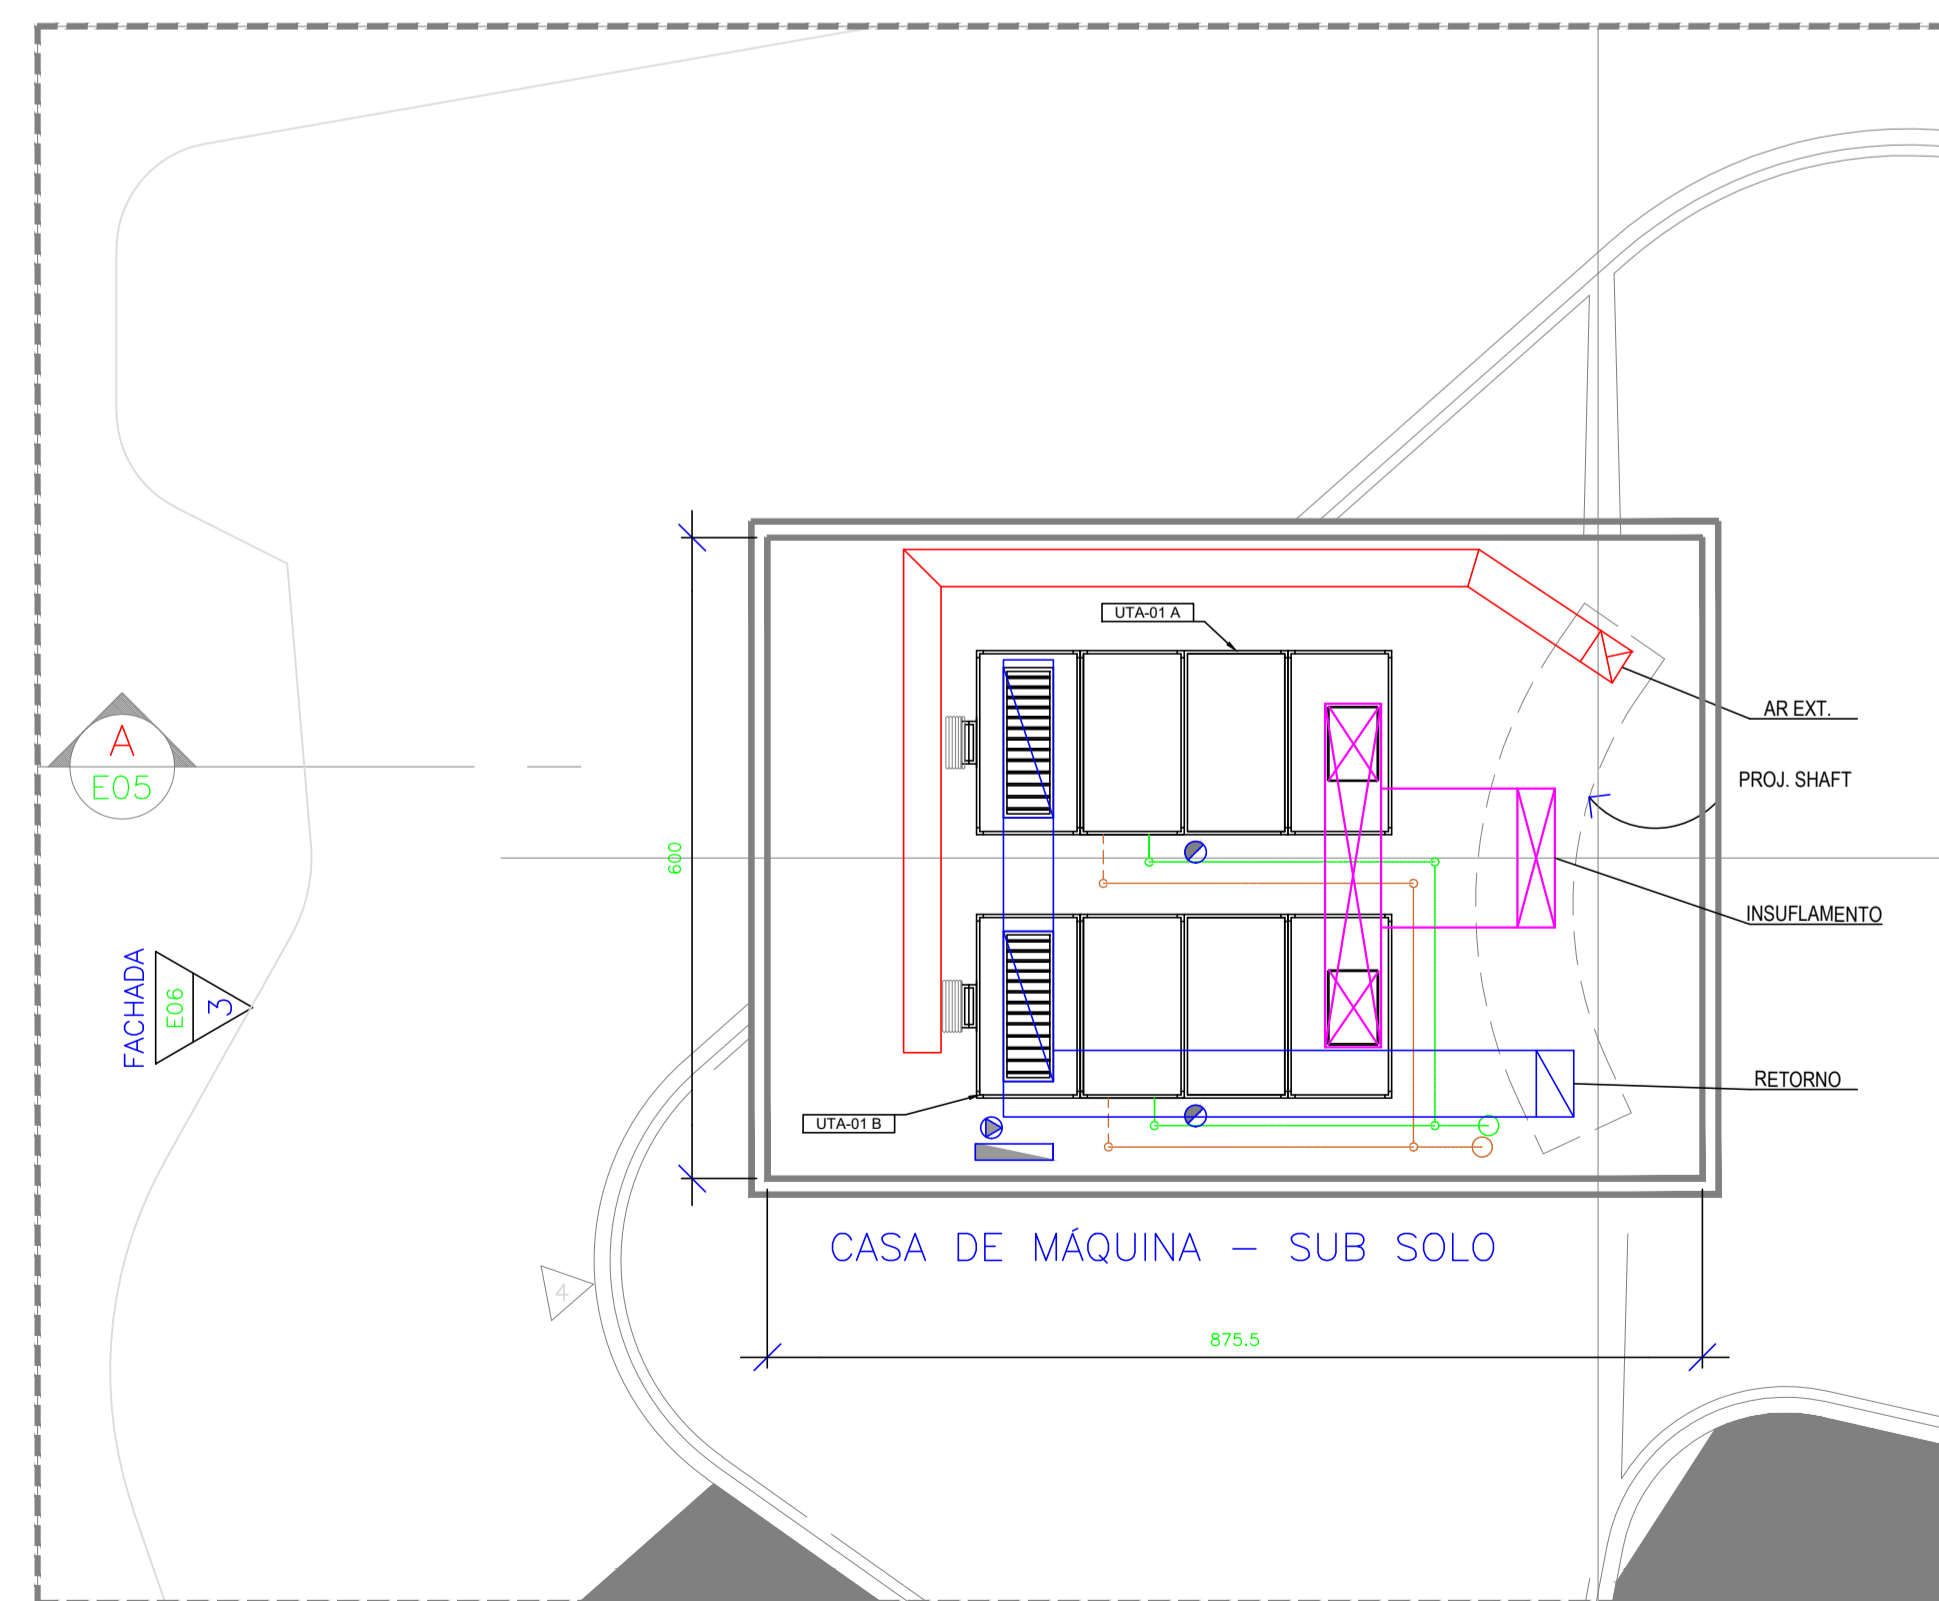 UTA-01 A
AR EXT.
A
E05
PROJ. SHAFT
600
INSUFLAMENTO
FACHADA
E06
3
RETORNO
UTA-01 B
CASA DE MÁQUINA – SUB SOLO
4
875.5